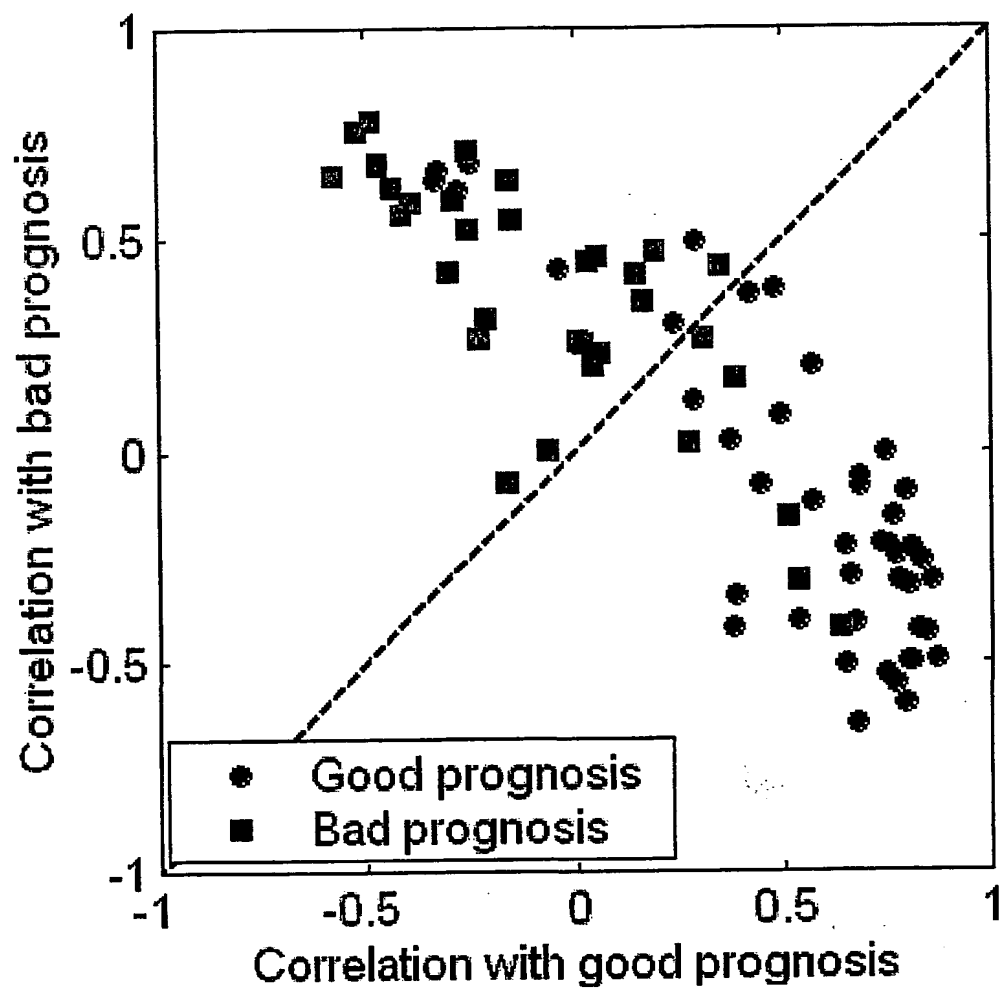 1
0.5
0
-0.5
-1
-1
-0.5
0
0.5
1
Correlation with bad prognosis
Good prognosis
Bad prognosis
Correlation with good prognosis